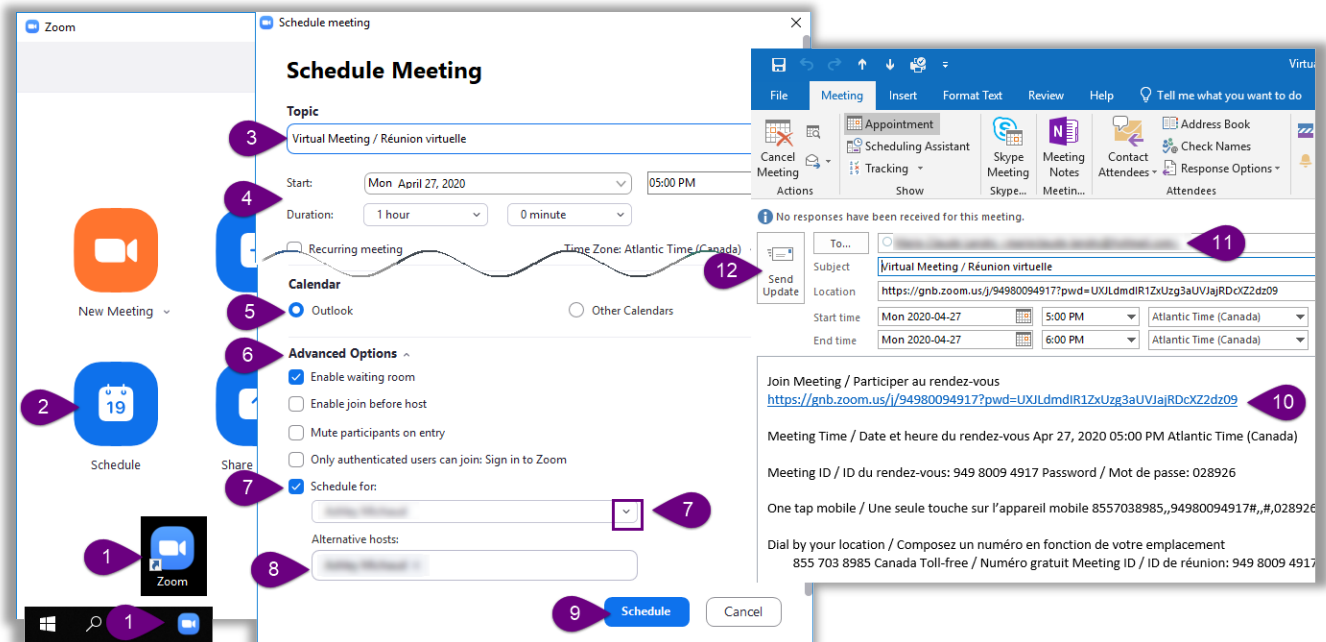 Zoom
New Meeting
2
19
Schedule
Share
1
Zoom
1
Schedule meeting
Schedule Meeting
Topic
3
Virtual Meeting / Réunion virtuelle
4
Start:
Mon April 27, 2020
05:00 PM
Duration:
1 hour
0 minute
Recurring meeting
Time Zone: Atlantic Time (Canada)
Calendar
5
Outlook
Other Calendars
6
Advanced Options
Enable waiting room
Enable join before host
Mute participants on entry
Only authenticated users can join: Sign in to Zoom
7
Schedule for:
7
Alternative hosts:
8
9
Schedule
Cancel
File
Meeting
Insert
Format Text
Review
Help
Tell me what you want to do
Cancel
Meeting
Actions
Appointment
Scheduling Assistant
Tracking
Show
Skype
Meeting
Skype...
Meeting
Notes
Meetin...
Contact
Attendees
Address Book
Check Names
Response Options
Attendees
No responses have been received for this meeting.
12
Send
Update
To...
11
Subject
Virtual Meeting / Réunion virtuelle
Location
https://gnb.zoom.us/j/94980094917?pwd=UXJLdmdIR1ZxUzg3aUVJajRDcXZ2dz09
Start time
Mon 2020-04-27
5:00 PM
Atlantic Time (Canada)
End time
Mon 2020-04-27
6:00 PM
Atlantic Time (Canada)
Join Meeting / Participer au rendez-vous
https://gnb.zoom.us/j/94980094917?pwd=UXJLdmdIR1ZxUzg3aUVJajRDcXZ2dz09
10
Meeting Time / Date et heure du rendez-vous Apr 27, 2020 05:00 PM Atlantic Time (Canada)
Meeting ID / ID du rendez-vous: 949 8009 4917 Password / Mot de passe: 028926
One tap mobile / Une seule touche sur l'appareil mobile 8557038985,,94980094917#,,#,028926
Dial by your location / Composez un numéro en fonction de votre emplacement
855 703 8985 Canada Toll-free / Numéro gratuit Meeting ID / ID de réunion: 949 8009 4917